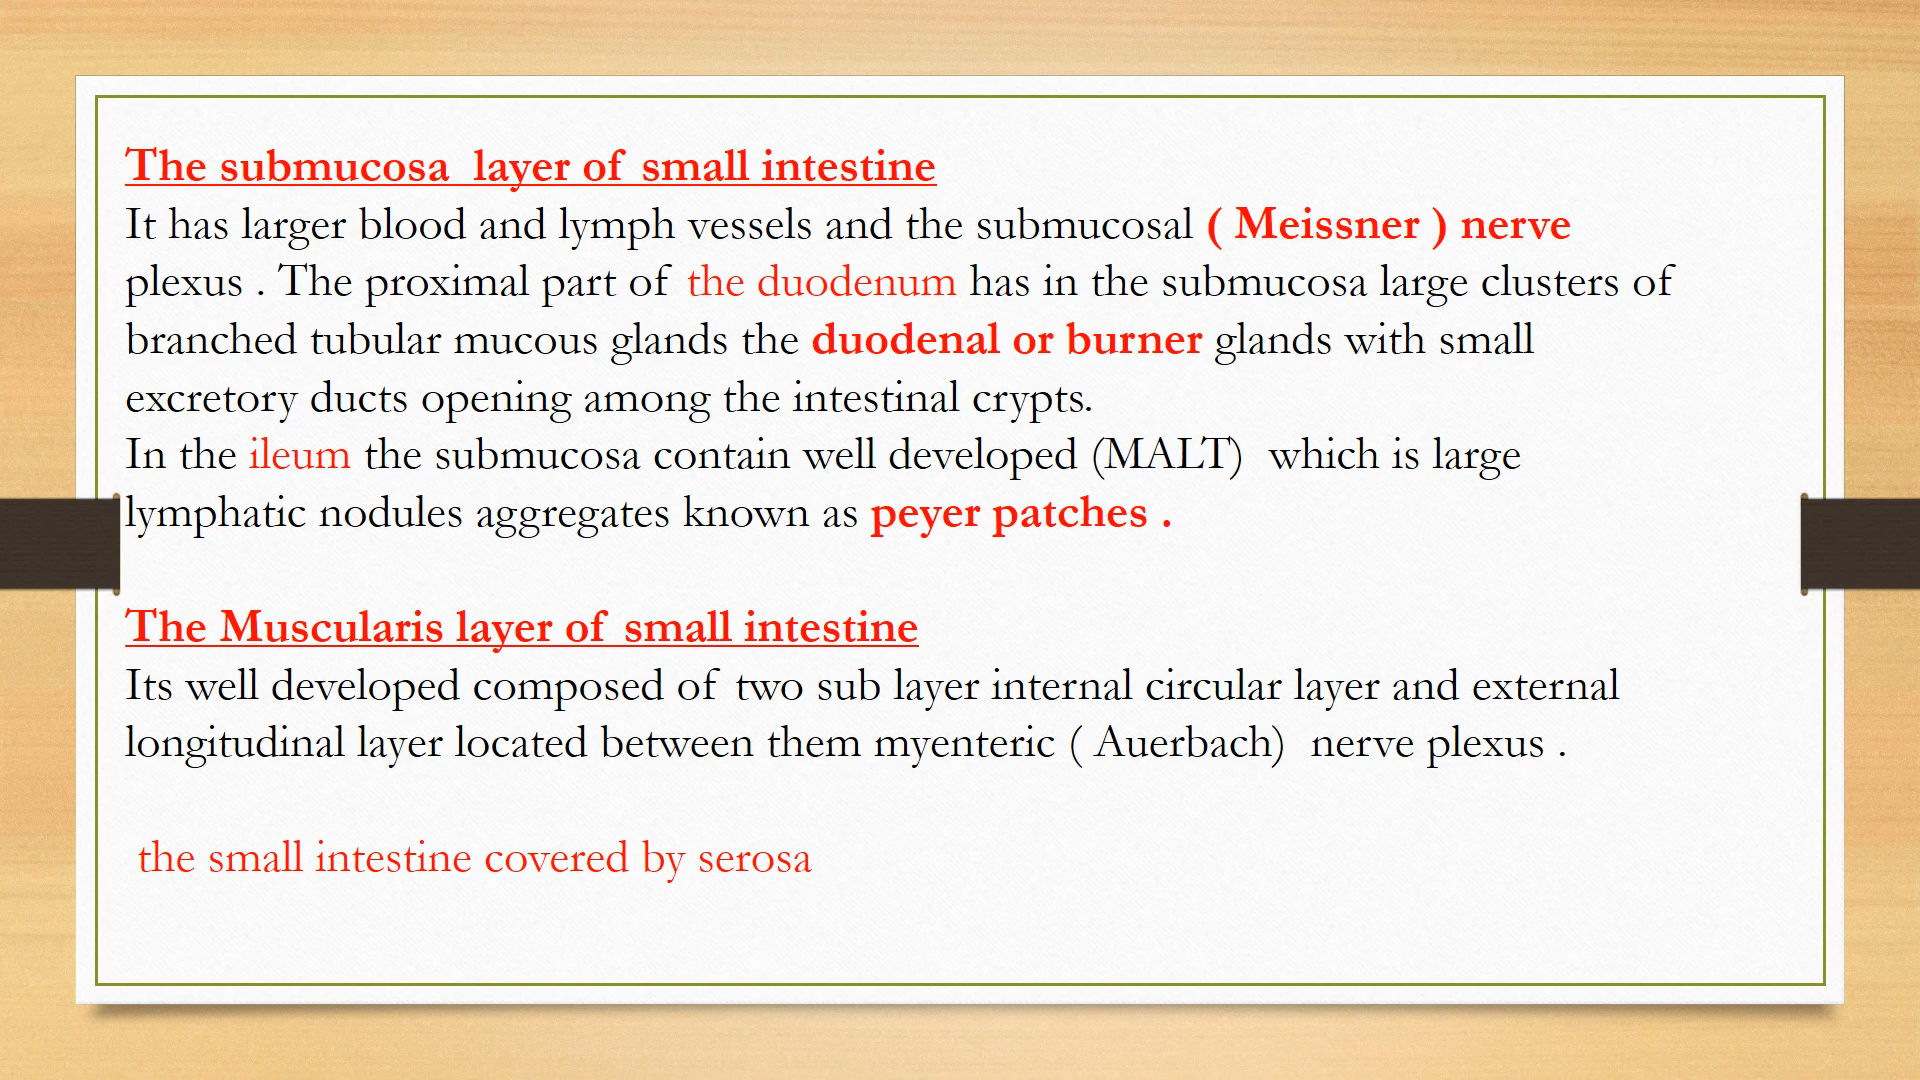 The submucosa layer of small intestine
It has larger blood and lymph vessels and the submucosal ( Meissner ) nerve
plexus . The proximal part of the duodenum has in the submucosa large clusters of
branched tubular mucous glands the duodenal or burner glands with small
excretory ducts opening among the intestinal crypts.
In the ileum the submucosa contain well developed (MALT) which is large
lymphatic nodules aggregates known as peyer patches .
The Muscularis layer of small intestine
Its well developed composed of two sub layer internal circular layer and external
longitudinal layer located between them myenteric ( Auerbach) nerve plexus .
the small intestine covered by serosa